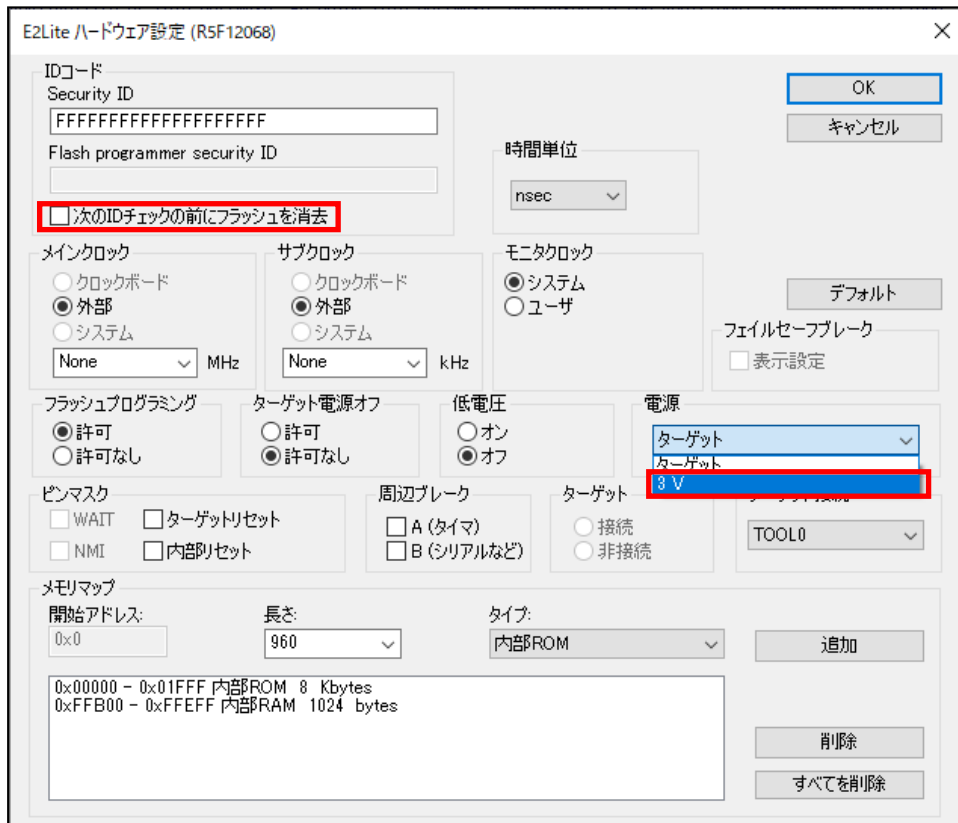 E2Lite ハードウェア設定 (R5F12068)
IDコード
Security ID
FFFFFFFFFFFFFFFFFFFF
Flash programmer security ID
次のIDチェックの前にフラッシュを消去
時間単位
nsec
OK
キャンセル
メインクロック
クロックボード
外部
システム
None MHz
サブクロック
クロックボード
外部
システム
None kHz
モニタクロック
システム
ユーザ
デフォルト
フェイルセーフブレーク
表示設定
フラッシュプログラミング
許可
許可なし
ターゲット電源オフ
許可
許可なし
低電圧
オン
オフ
電源
ターゲット
ターゲット
3 V
ピンマスク
WAIT ターゲットリセット
NMI 内部リセット
周辺ブレーク
A (タイマ)
B (シリアルなど)
ターゲット
接続
非接続
TOOL0
メモリマップ
開始アドレス:
0x0
長さ:
960
タイプ:
内部ROM
追加
0x00000 - 0x01FFF 内部ROM 8 Kbytes
0xFFB00 - 0xFFEFF 内部RAM 1024 bytes
削除
すべてを削除